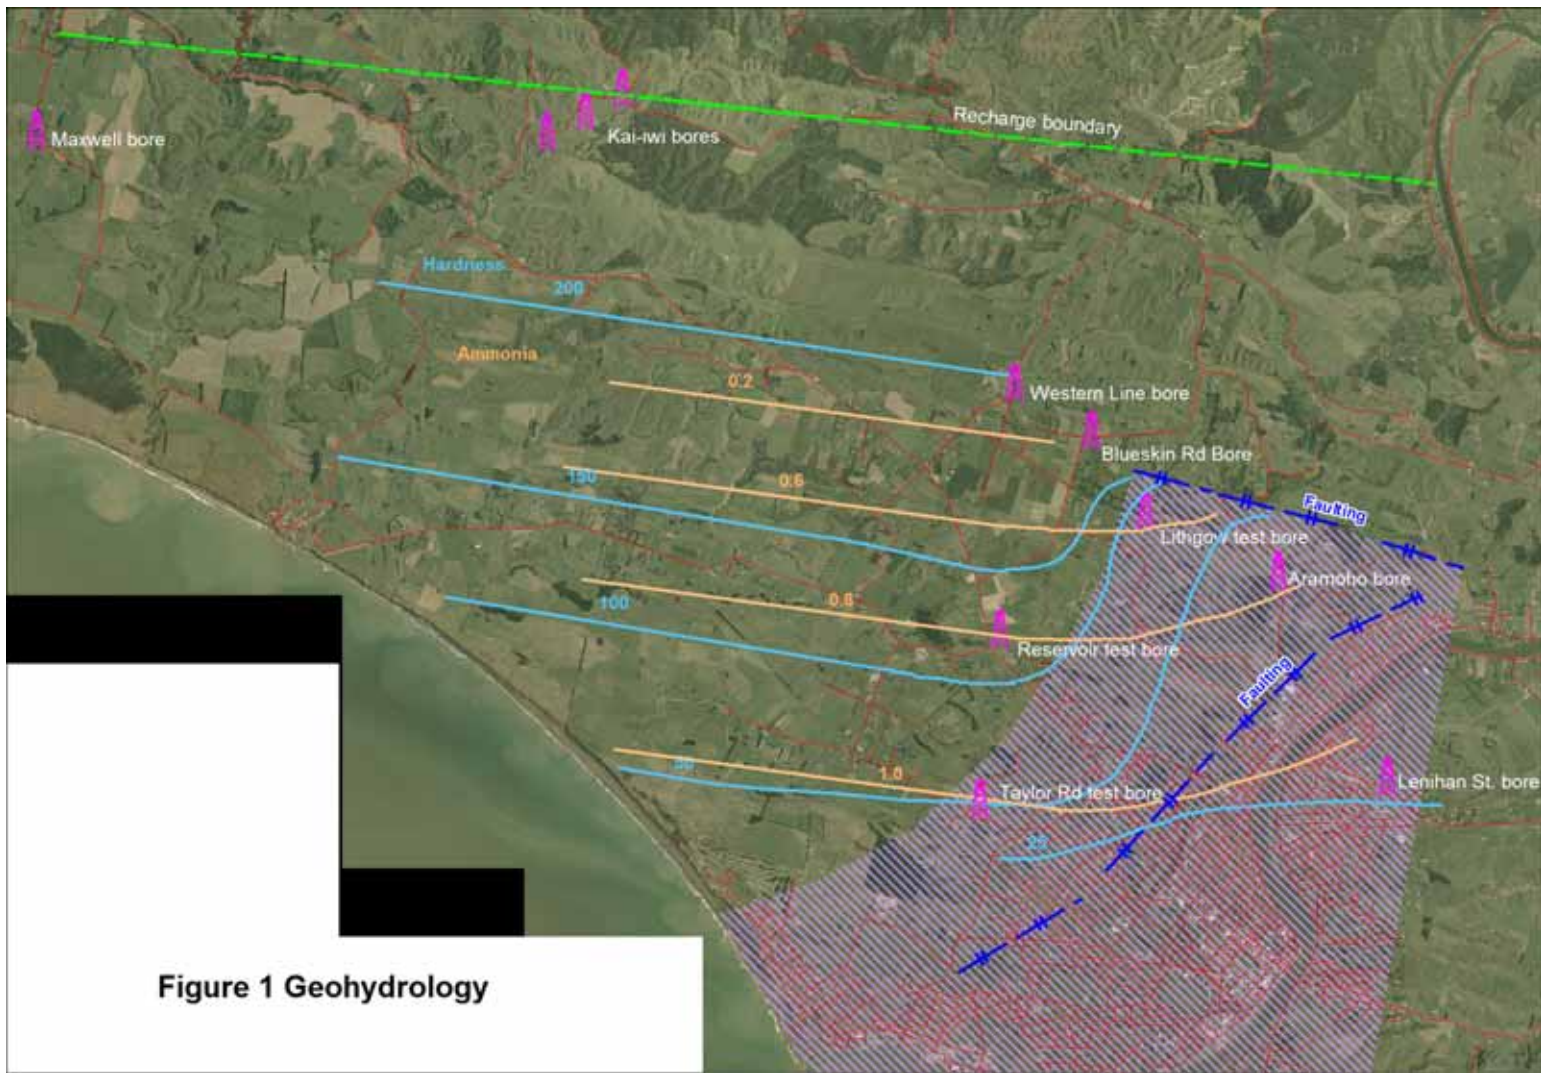 Recharge boundary
Maxwell bore
Kai-iwi bores
Hardness
200
Ammonia
0.2
Western Line bore
Blueskin Rd Bore
150
0.6
Faulting
Lithgow test bore
Aramoho bore
100
0.8
Reservoir test bore
Faulting
50
1.0
Taylor Rd test bore
Lenihan St. bore
25
Figure 1 Geohydrology